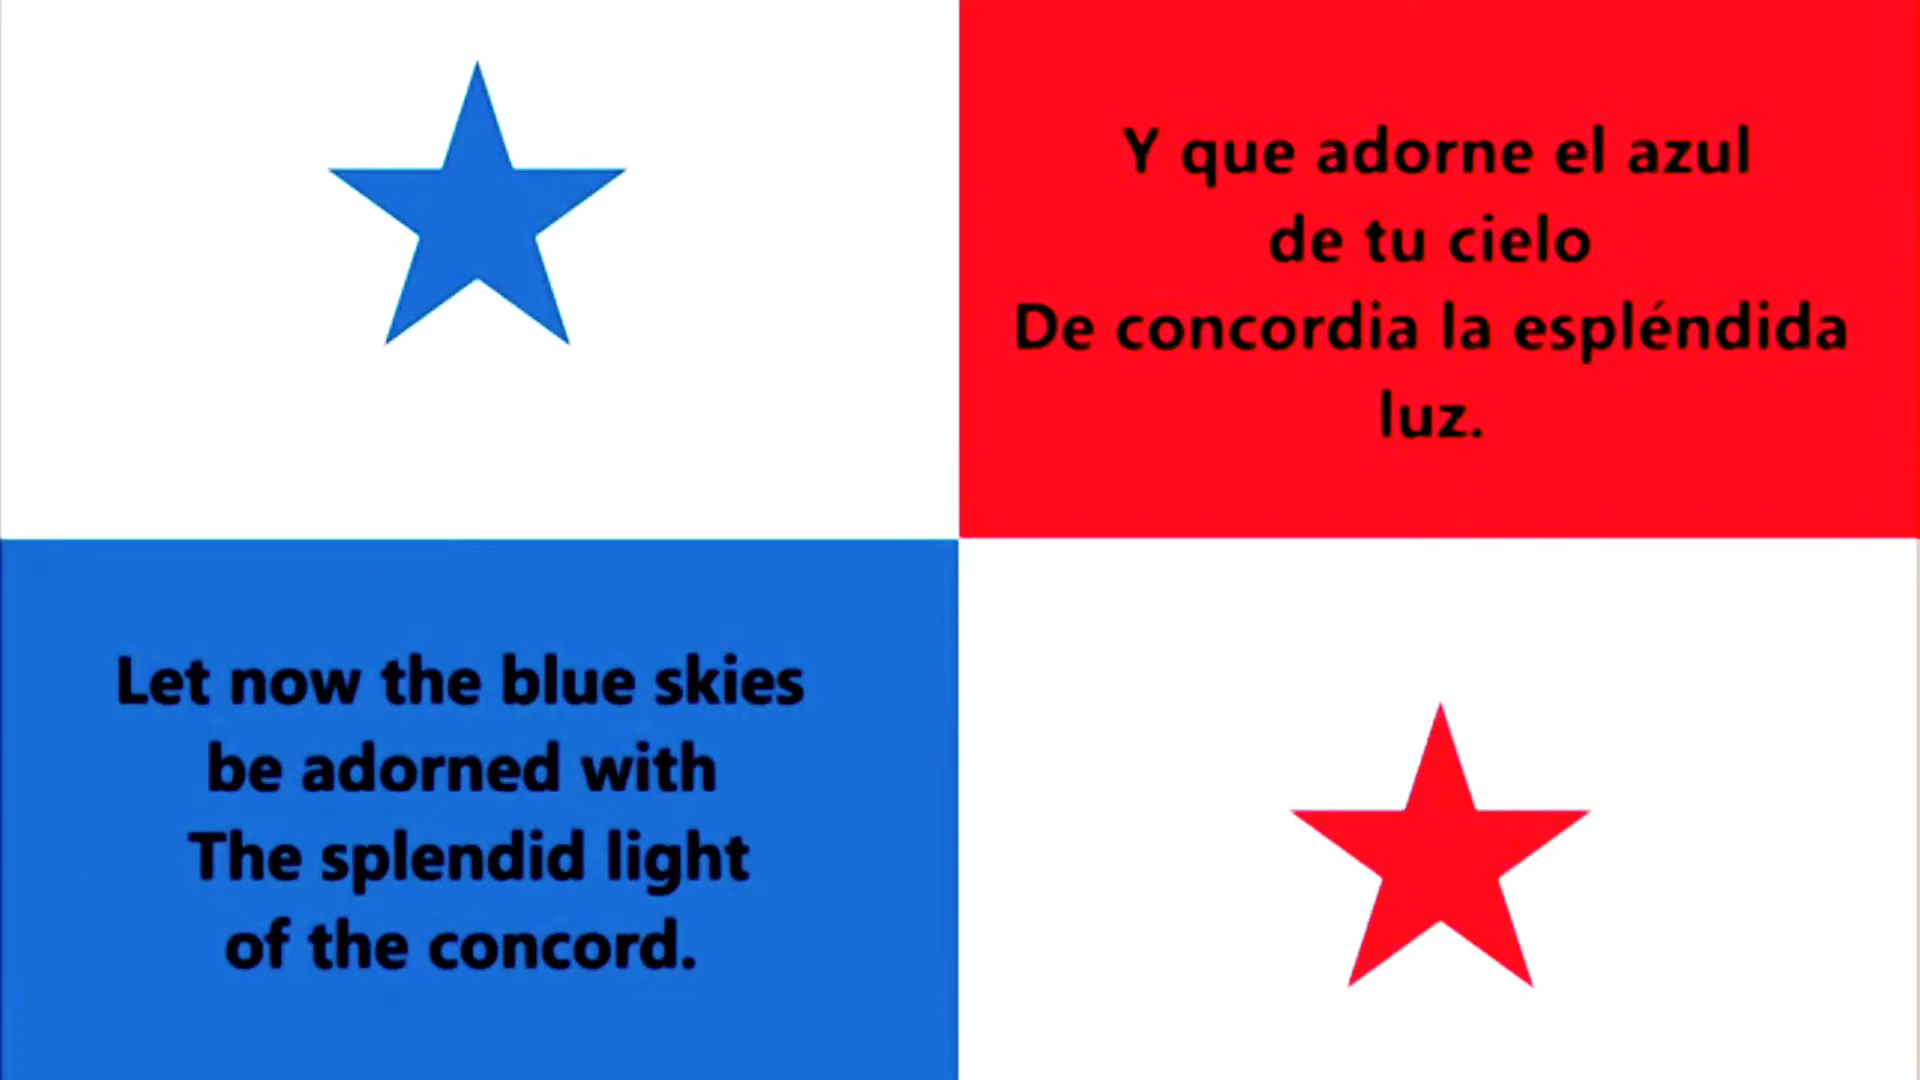 Y que adorne el azul
de tu cielo
De concordia la espléndida
luz.
Let now the blue skies
be adorned with
The splendid light
of the concord.